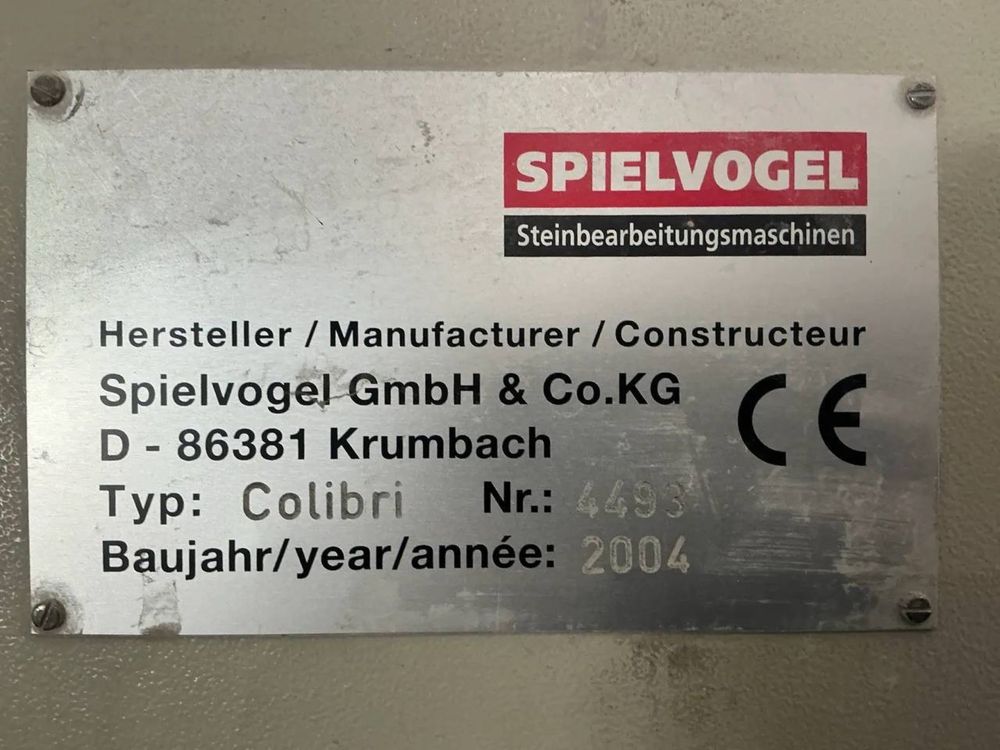 SPIELVOGEL
Steinbearbeitungsmaschinen
Hersteller / Manufacturer / Constructeur
Spielvogel GmbH & Co.KG
D - 86381 Krumbach
CE
Typ: Colibri Nr.: 4493
Baujahr/year/année: 2004